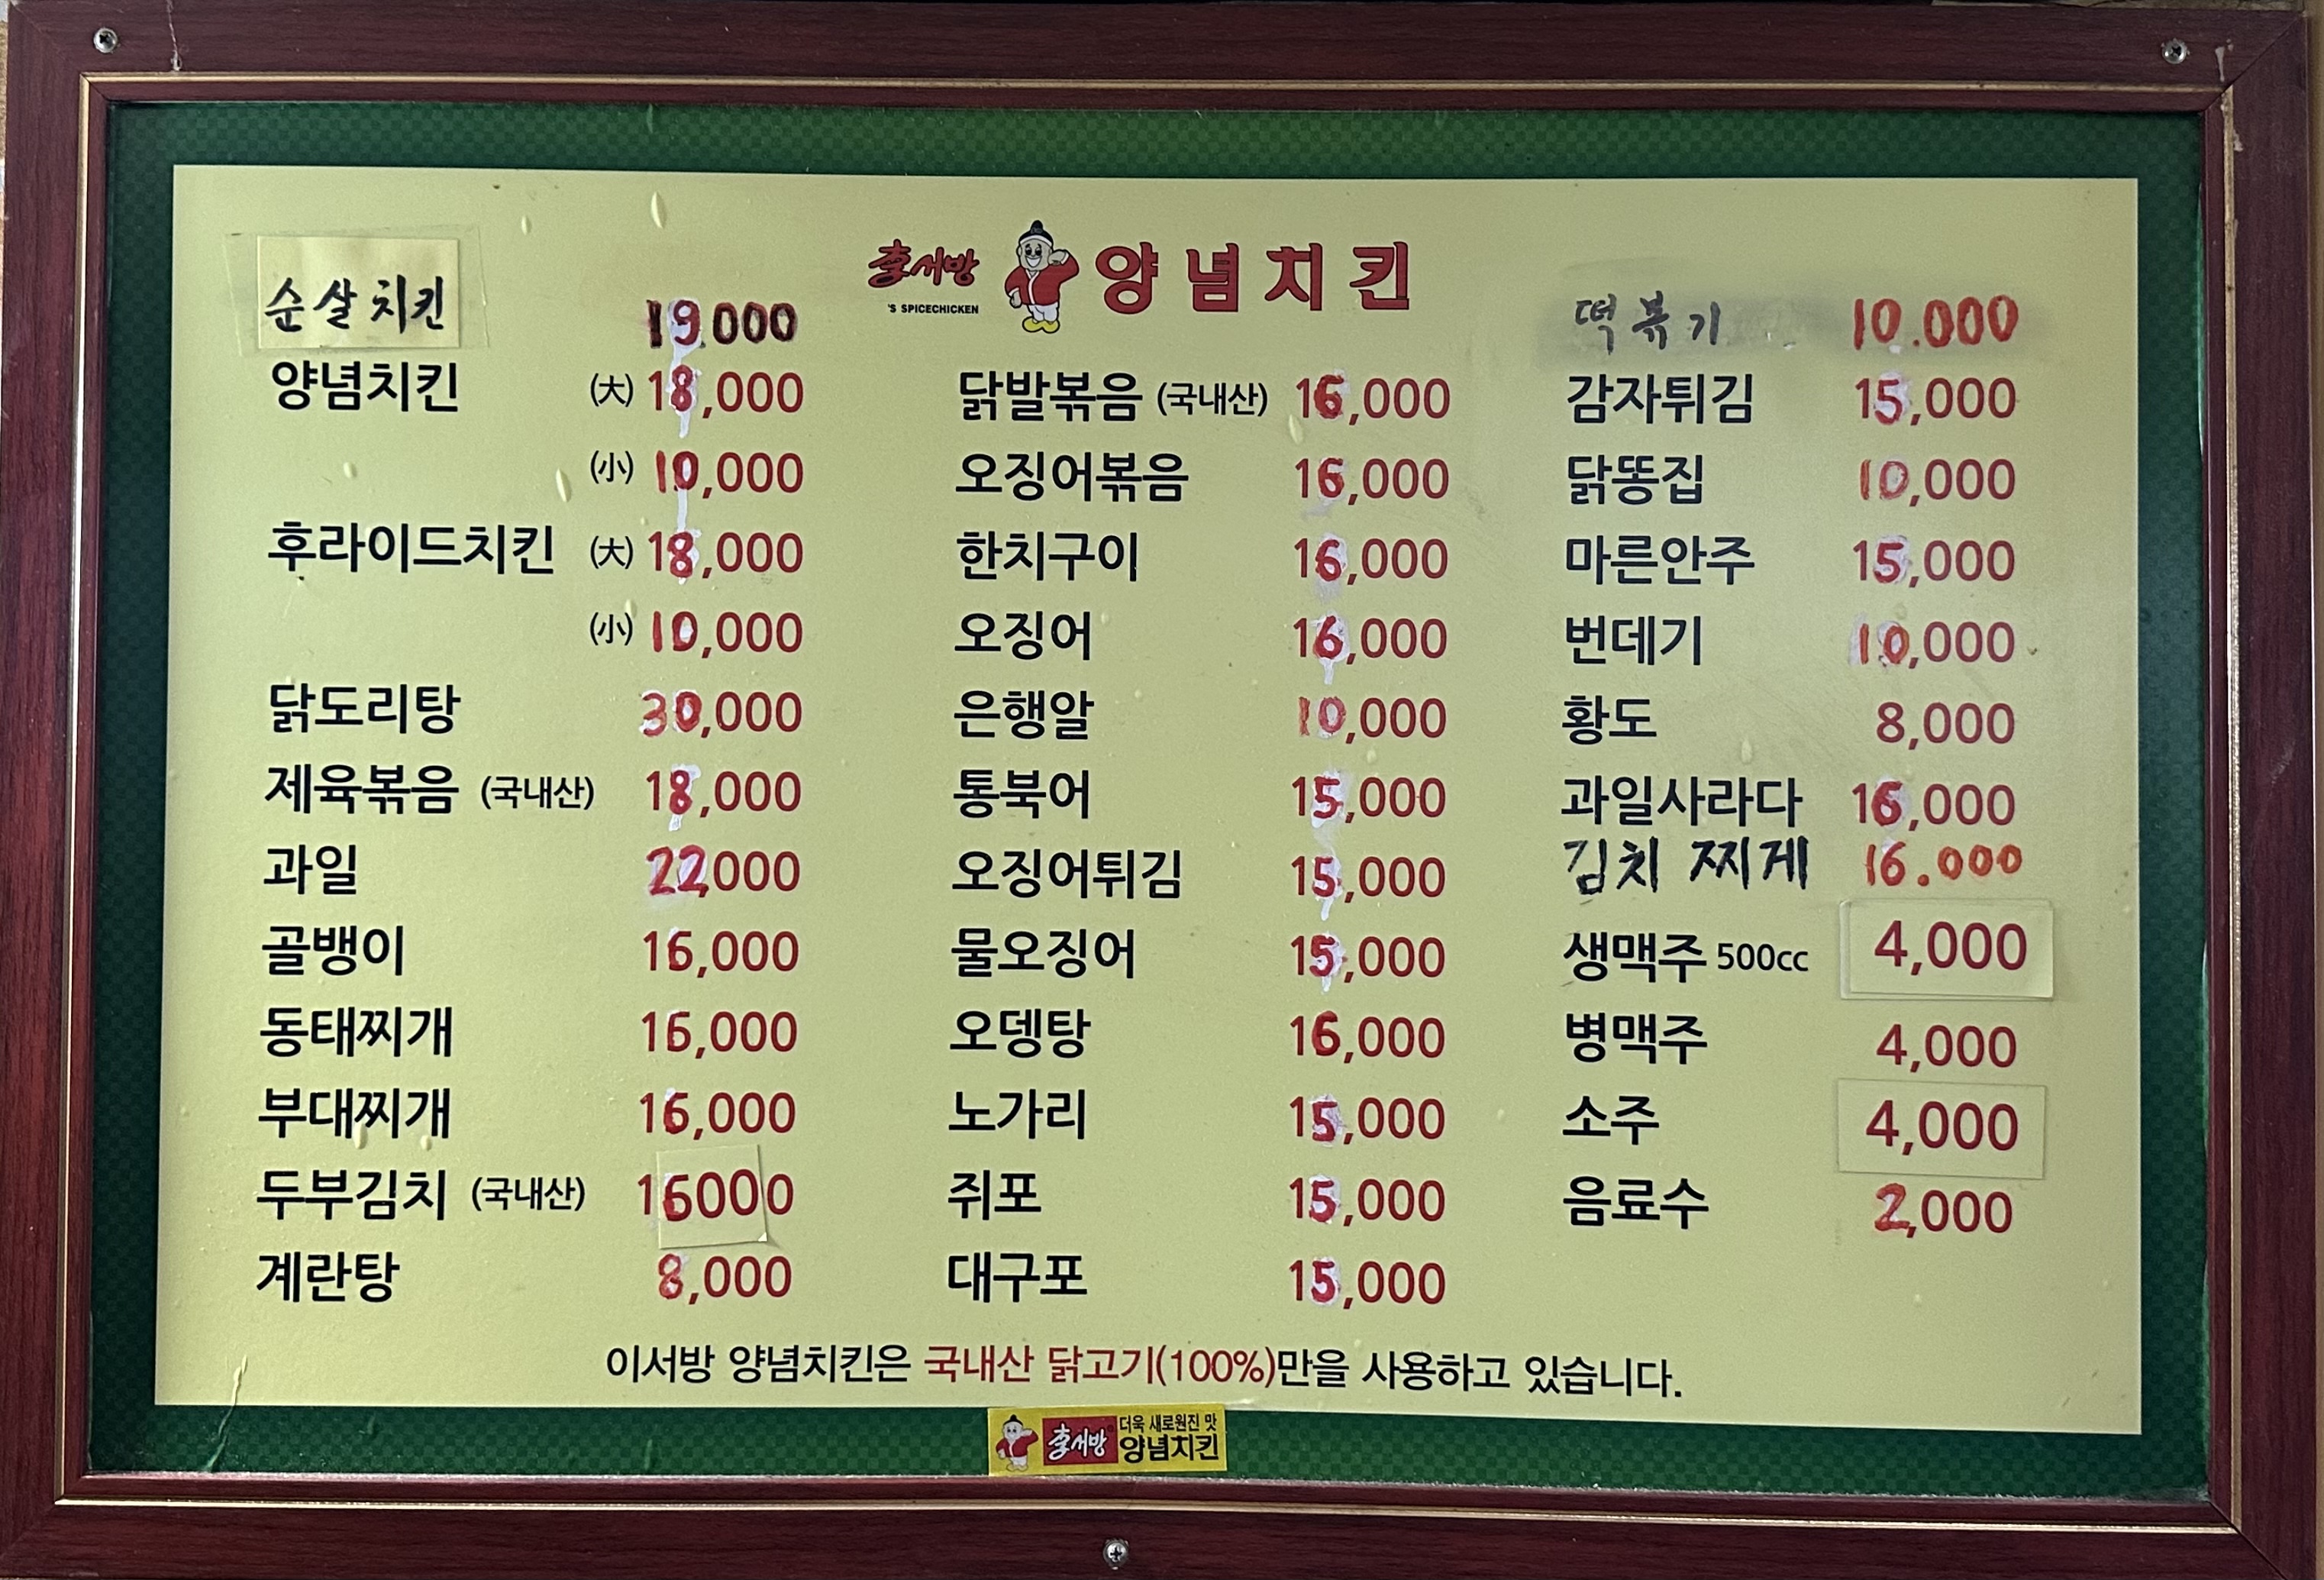 홍서방 양념치킨
'S SPICECHICKEN
순살치킨 19.000
양념치킨 (大) 18,000
(小) 10,000
후라이드치킨 (大) 18,000
(小) 10,000
닭도리탕 30,000
제육볶음 (국내산) 18,000
과일 22,000
골뱅이 16,000
동태찌개 16,000
부대찌개 16,000
두부김치 (국내산) 16000
계란탕 8,000
닭발볶음 (국내산) 16,000
오징어볶음 16,000
한치구이 16,000
오징어 16,000
은행알 10,000
통북어 15,000
오징어튀김 15,000
물오징어 15,000
오뎅탕 16,000
노가리 15,000
쥐포 15,000
대구포 15,000
떡볶기 10.000
감자튀김 15,000
닭똥집 10,000
마른안주 15,000
번데기 10,000
황도 8,000
과일사라다 16,000
김치 찌게 16.000
생맥주 500cc 4,000
병맥주 4,000
소주 4,000
음료수 2,000
이서방 양념치킨은 국내산 닭고기(100%)만을 사용하고 있습니다.
홍서방 더욱 새로원진 맛
양념치킨